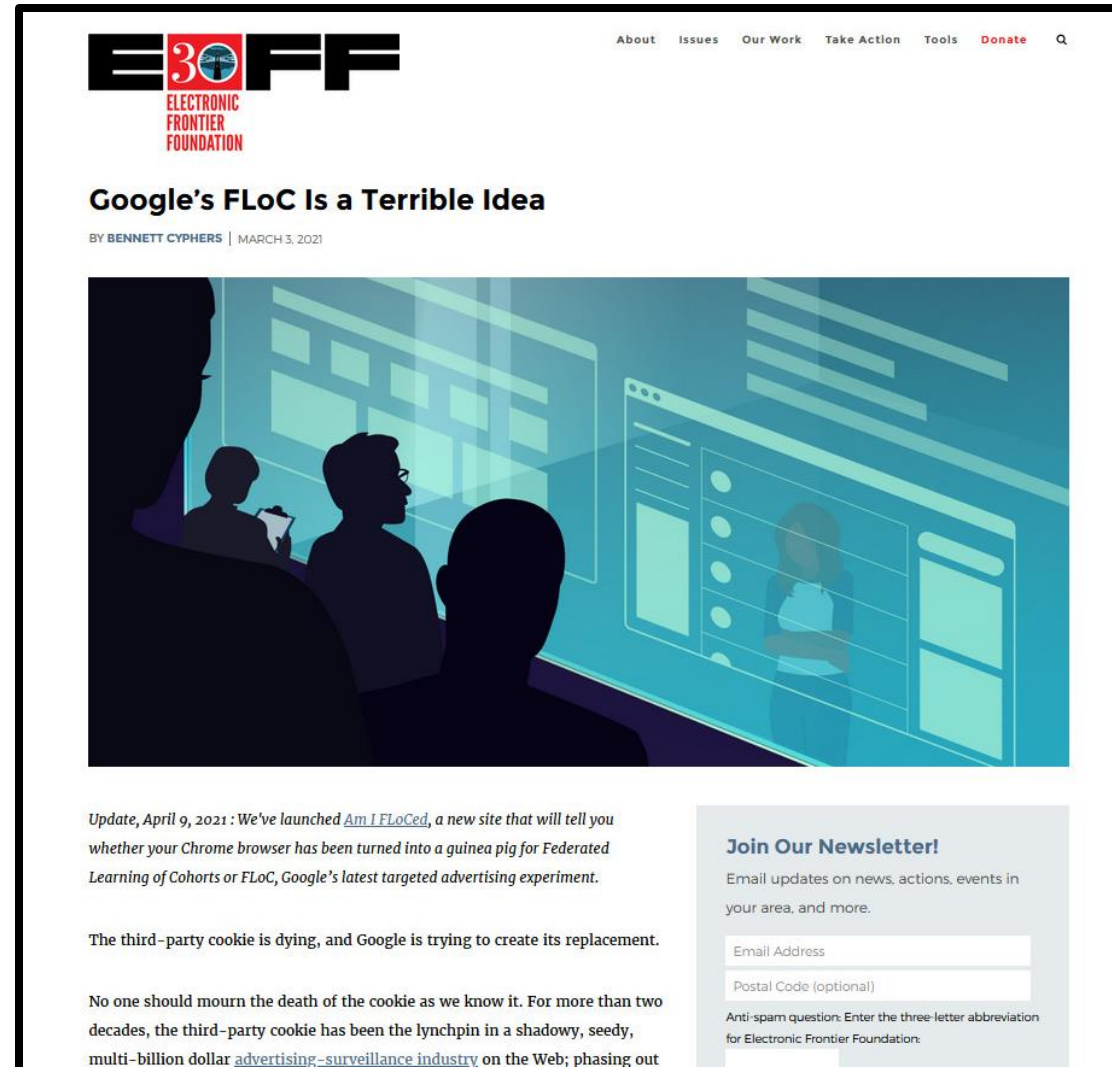 About Issues Our Work Take Action Tools Donate
E30FF
ELECTRONIC
FRONTIER
FOUNDATION
Google’s FLoC Is a Terrible Idea
BY BENNETT CYPHERS | MARCH 3, 2021
Update, April 9, 2021 : We've launched Am I FLoCed, a new site that will tell you
whether your Chrome browser has been turned into a guinea pig for Federated
Learning of Cohorts or FLoC, Google’s latest targeted advertising experiment.
The third-party cookie is dying, and Google is trying to create its replacement.
No one should mourn the death of the cookie as we know it. For more than two
decades, the third-party cookie has been the lynchpin in a shadowy, seedy,
multi-billion dollar advertising-surveillance industry on the Web; phasing out
Join Our Newsletter!
Email updates on news, actions, events in
your area, and more.
Email Address
Postal Code (optional)
Anti-spam question: Enter the three-letter abbreviation
for Electronic Frontier Foundation: